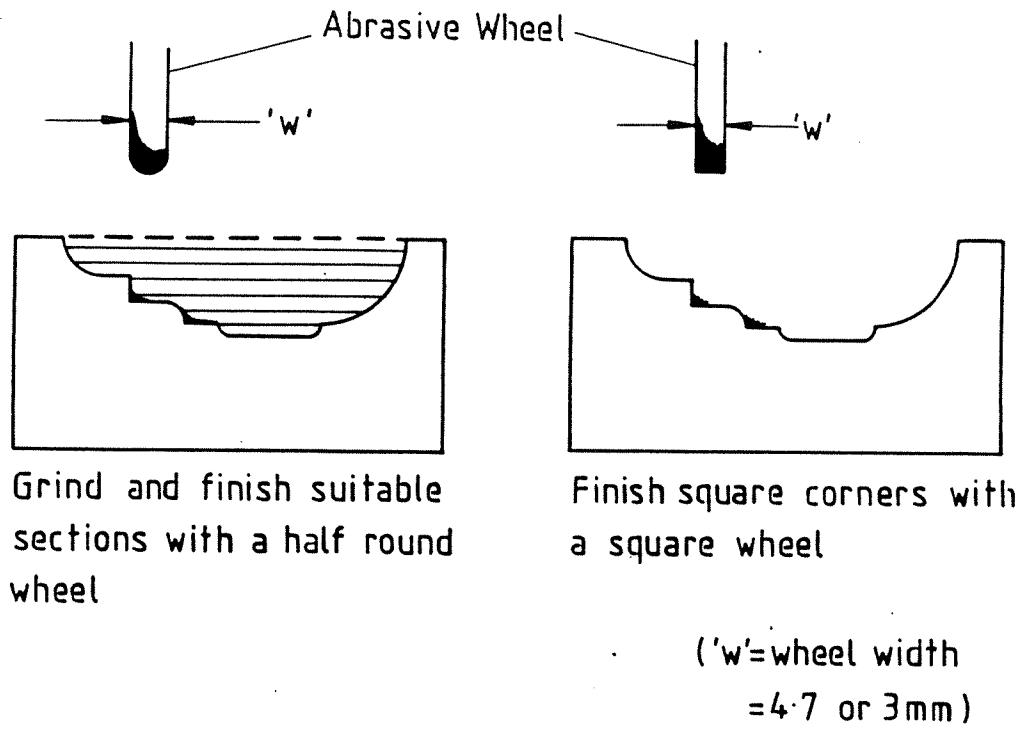 Abrasive Wheel
'w'
'w'
Grind and finish suitable
sections with a half round
wheel
Finish square corners with
a square wheel
('w'=wheel width
=4·7 or 3mm)